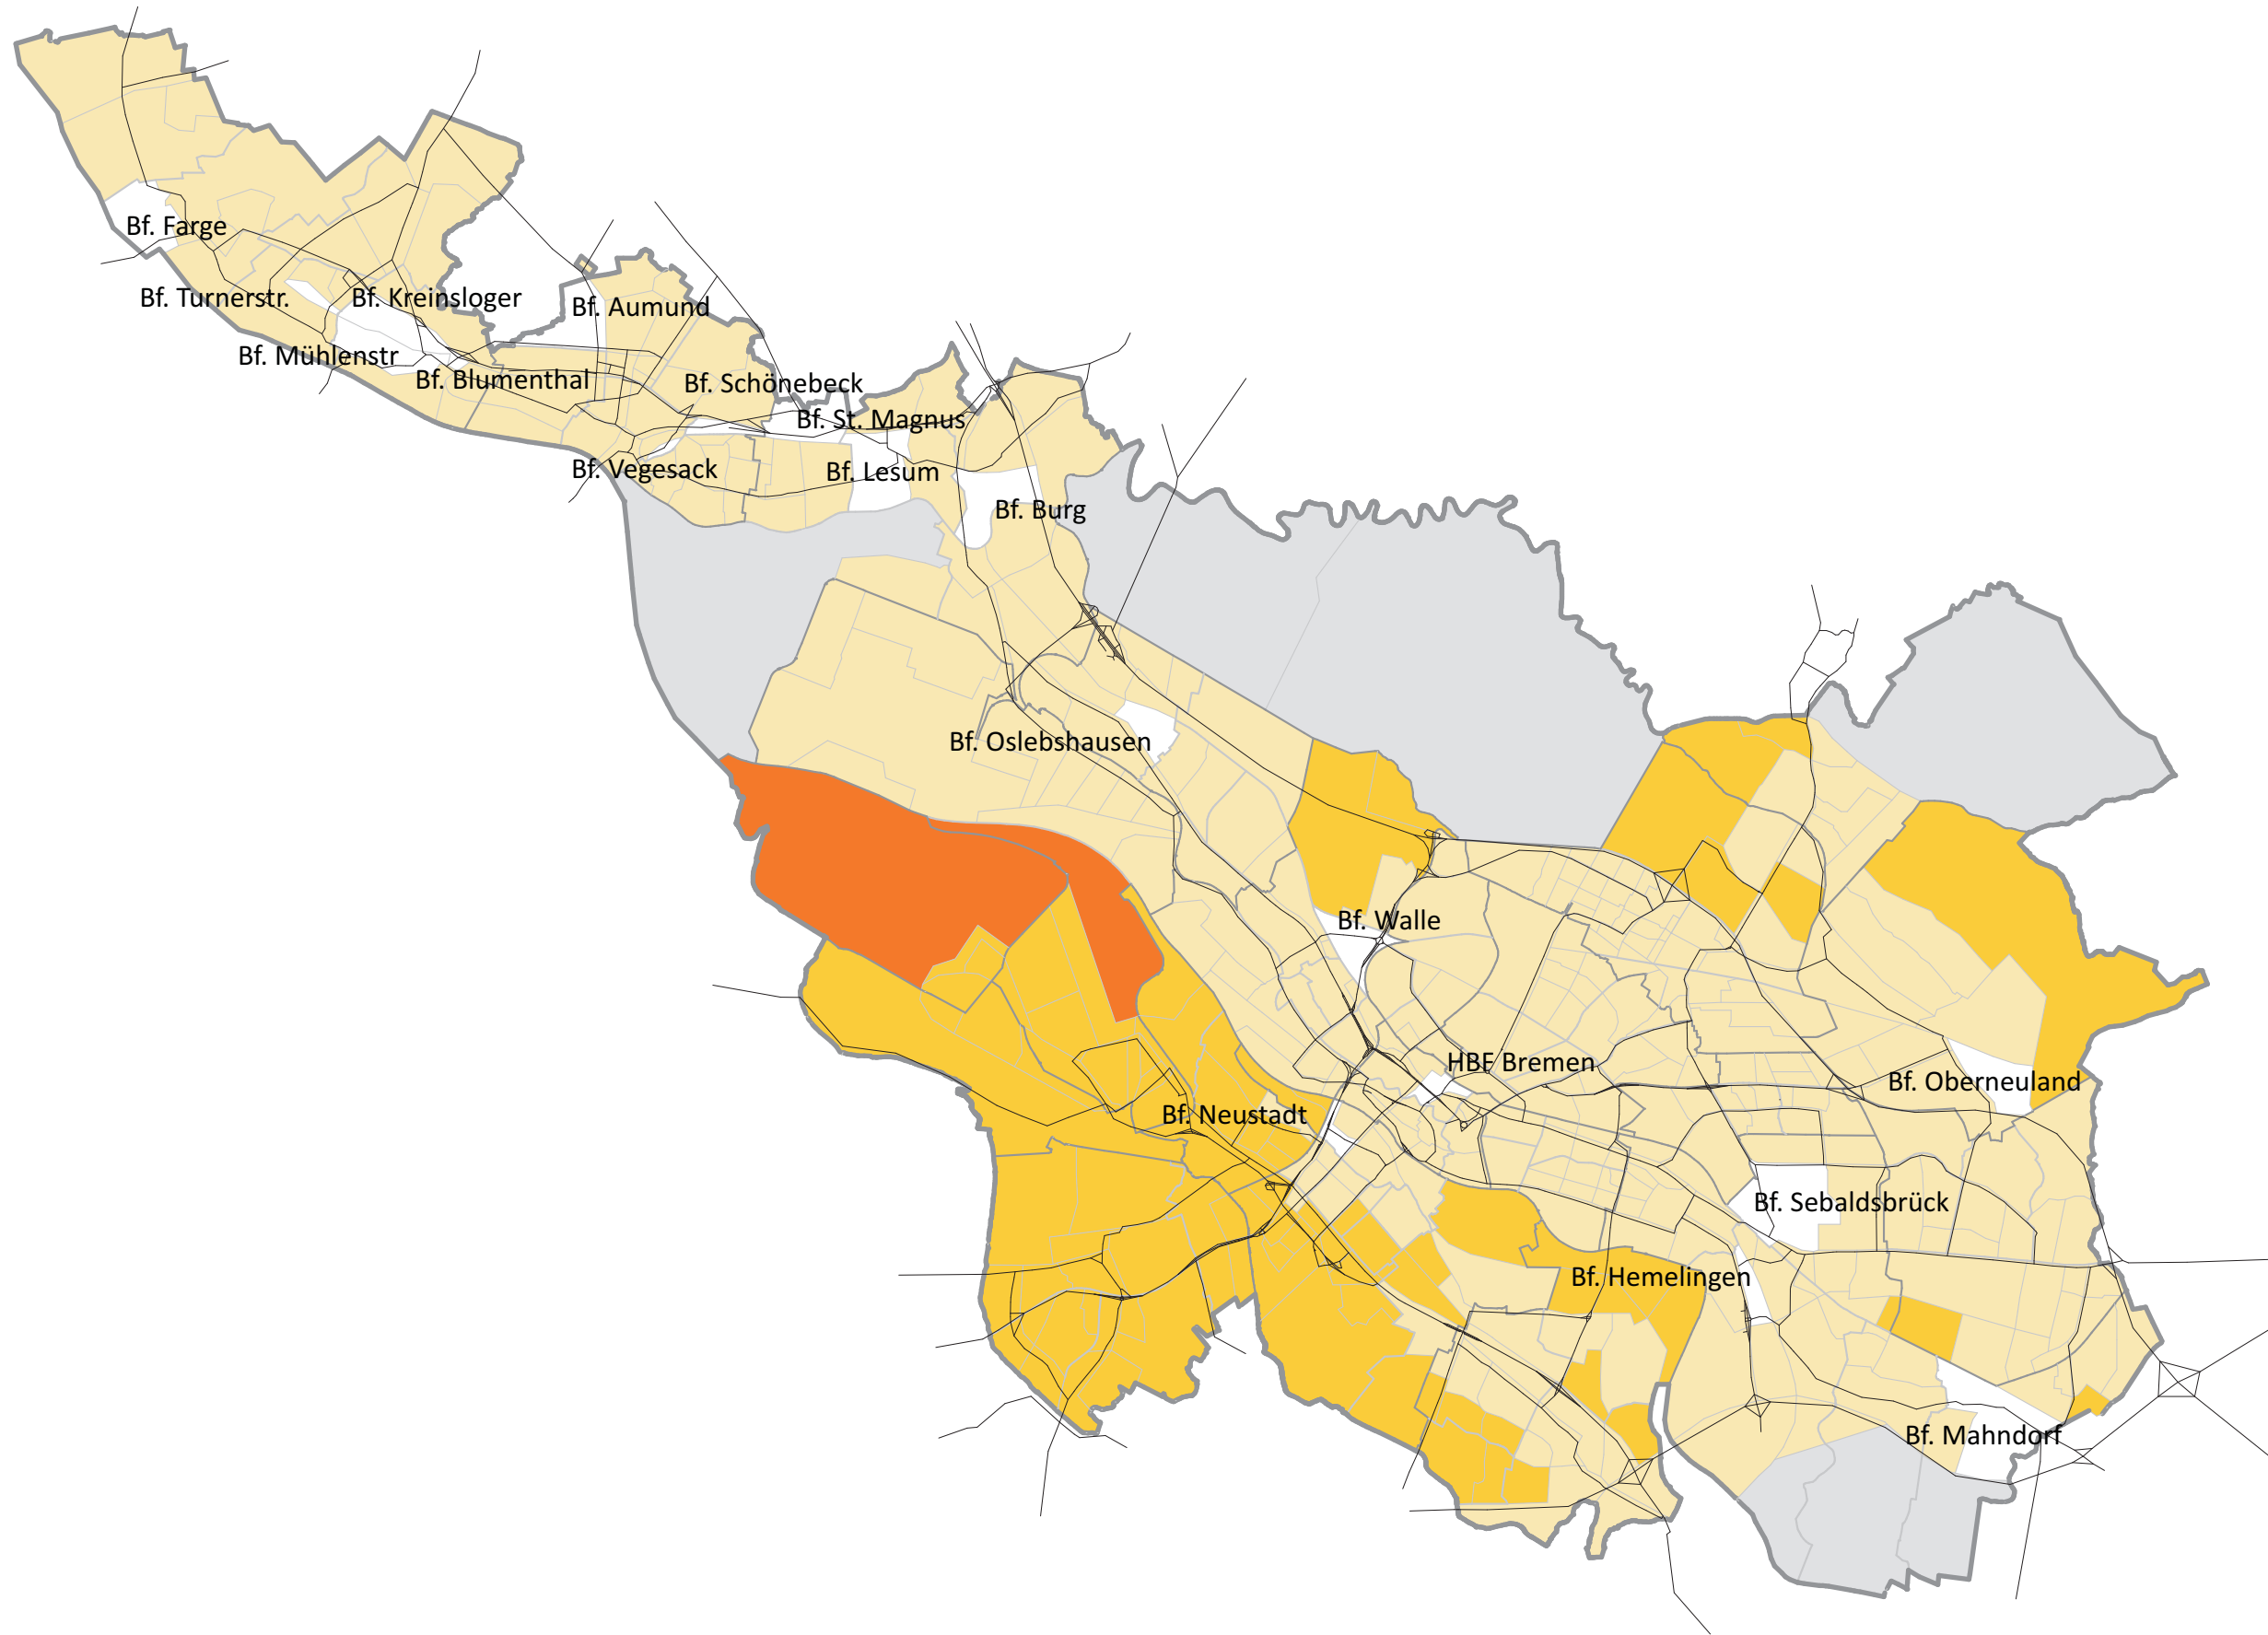 Bf. Farge
Bf. Turnerstr.
Bf. Kreinsloger
Bf. Aumund
Bf. Mühlenstr
Bf. Blumenthal
Bf. Schönebeck
Bf. St. Magnus
Bf. Vegesack
Bf. Lesum
Bf. Burg
Bf. Oslebshausen
Bf. Walle
HBF Bremen
Bf. Oberneuland
Bf. Neustadt
Bf. Sebaldsbrück
Bf. Hemelingen
Bf. Mahndorf